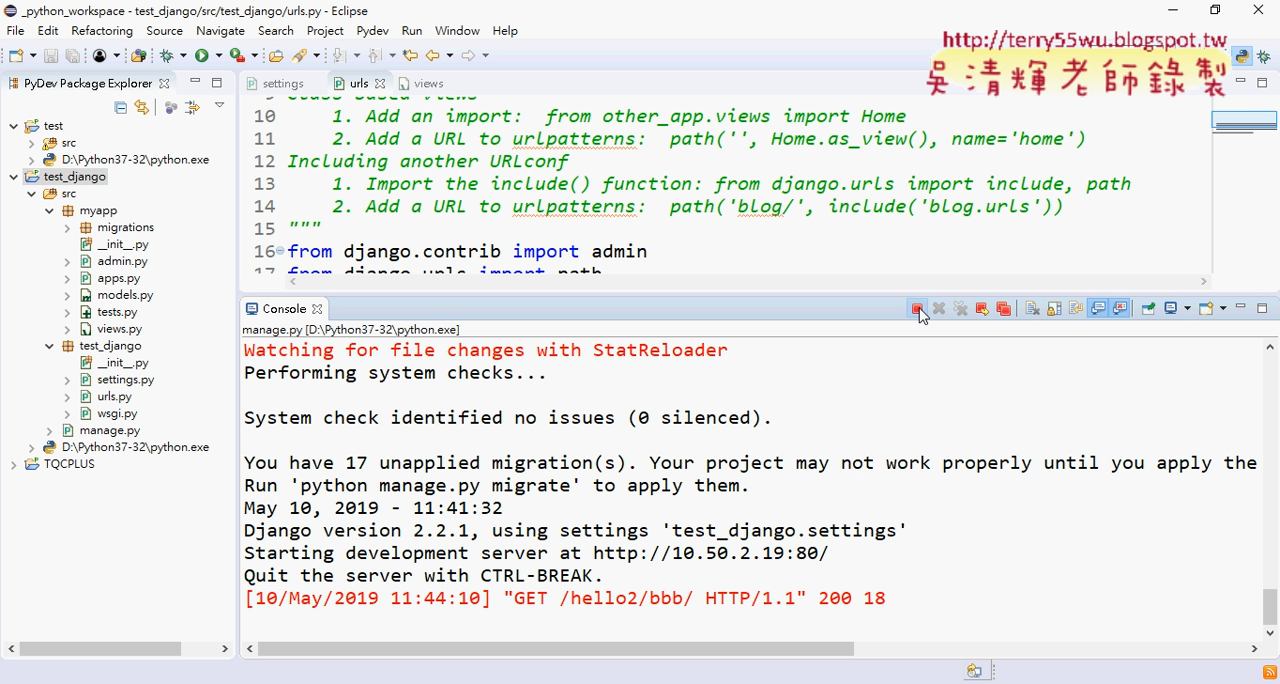 _python_workspace - test_django/src/test_django/urls.py - Eclipse
File Edit Refactoring Source Navigate Search Project Pydev Run Window Help
http://terry55wu.blogspot.tw
吳清輝老師錄製
PyDev Package Explorer
settings urls views
test
src
D:\Python37-32\python.exe
test_django
src
myapp
migrations
__init__.py
admin.py
apps.py
models.py
tests.py
views.py
test_django
__init__.py
settings.py
urls.py
wsgi.py
manage.py
D:\Python37-32\python.exe
TQCPLUS
9 Class-based views
10 1. Add an import: from other_app.views import Home
11 2. Add a URL to urlpatterns: path('', Home.as_view(), name='home')
12 Including another URLconf
13 1. Import the include() function: from django.urls import include, path
14 2. Add a URL to urlpatterns: path('blog/', include('blog.urls'))
15 """
16 from django.contrib import admin
17 from django.urls import path
Console
manage.py [D:\Python37-32\python.exe]
Watching for file changes with StatReloader
Performing system checks...
System check identified no issues (0 silenced).
You have 17 unapplied migration(s). Your project may not work properly until you apply the
Run 'python manage.py migrate' to apply them.
May 10, 2019 - 11:41:32
Django version 2.2.1, using settings 'test_django.settings'
Starting development server at http://10.50.2.19:80/
Quit the server with CTRL-BREAK.
[10/May/2019 11:44:10] "GET /hello2/bbb/ HTTP/1.1" 200 18